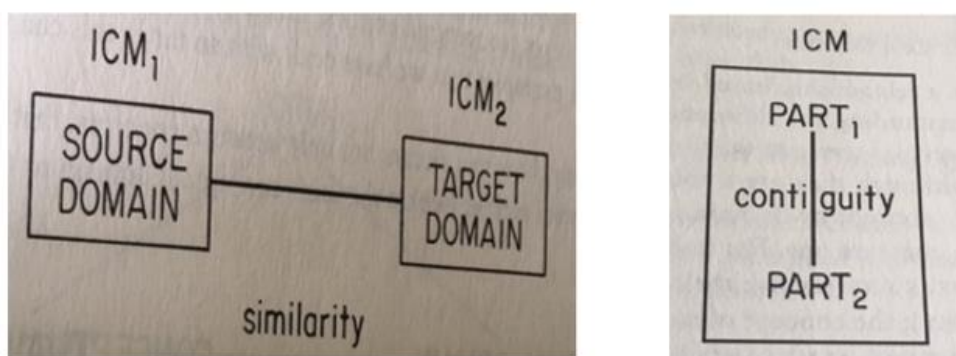 ICM₁
SOURCE
DOMAIN
ICM₂
TARGET
DOMAIN
similarity
ICM
PART₁
contiguity
PART₂